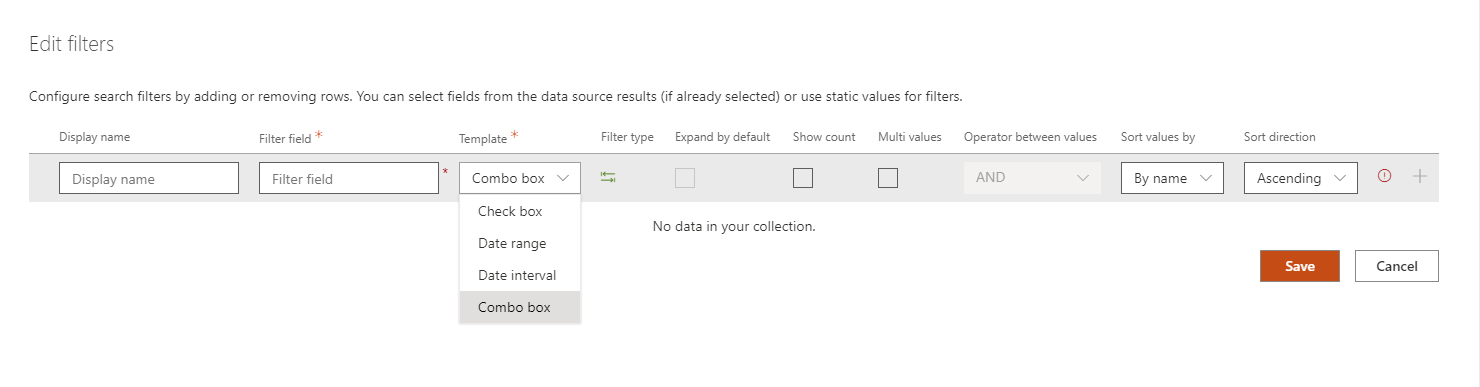 Edit filters
Configure search filters by adding or removing rows. You can select fields from the data source results (if already selected) or use static values for filters.
Display name Filter field * Template * Filter type Expand by default Show count Multi values Operator between values Sort values by Sort direction
Display name Filter field * Combo box AND By name Ascending
Check box
No data in your collection.
Date range
Date interval
Save Cancel
Combo box